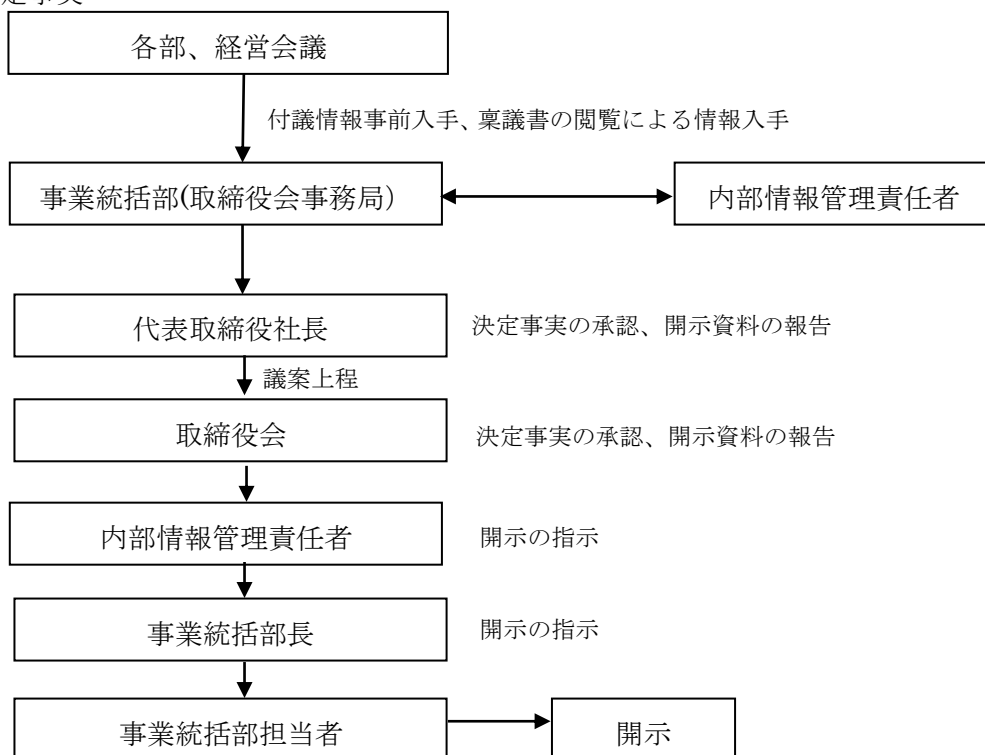 各部、経営会議
付議情報事前入手、稟議書の閲覧による情報入手
事業統括部(取締役会事務局)
内部情報管理責任者
代表取締役社長
決定事実の承認、開示資料の報告
議案上程
取締役会
決定事実の承認、開示資料の報告
内部情報管理責任者
開示の指示
事業統括部長
開示の指示
事業統括部担当者
開示